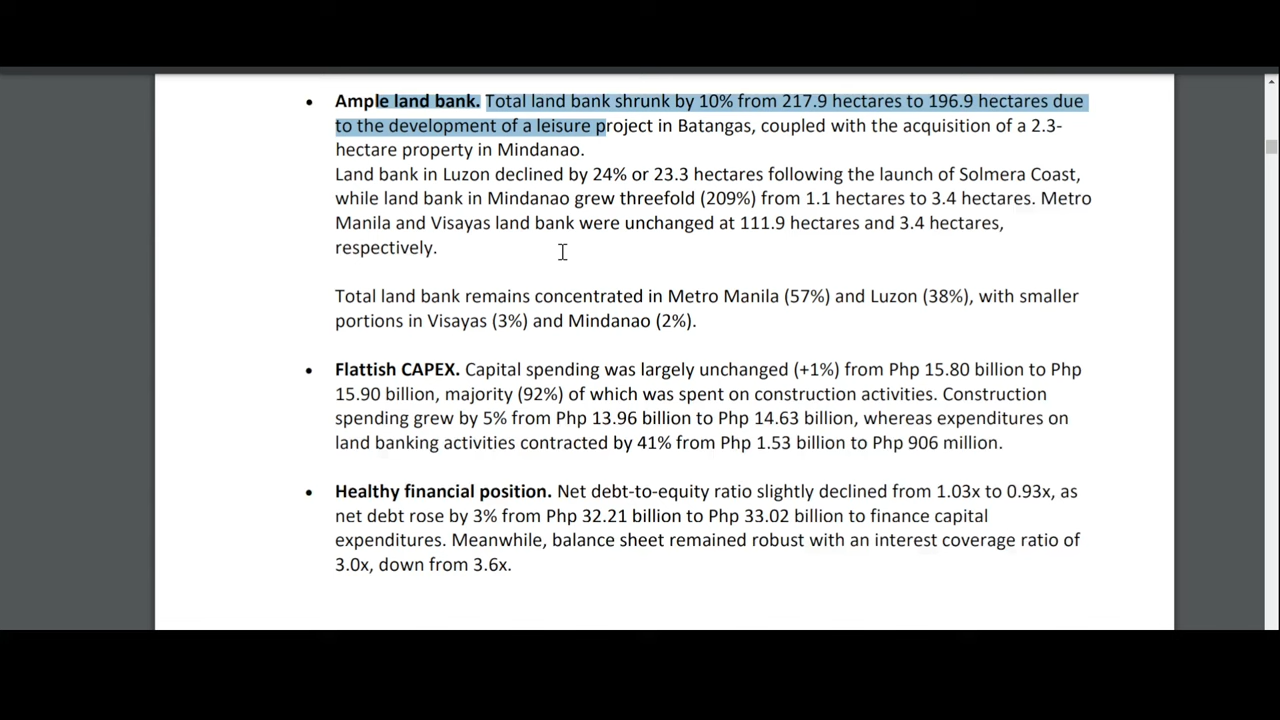 • Ample land bank. Total land bank shrunk by 10% from 217.9 hectares to 196.9 hectares due
to the development of a leisure project in Batangas, coupled with the acquisition of a 2.3-
hectare property in Mindanao.
Land bank in Luzon declined by 24% or 23.3 hectares following the launch of Solmera Coast,
while land bank in Mindanao grew threefold (209%) from 1.1 hectares to 3.4 hectares. Metro
Manila and Visayas land bank were unchanged at 111.9 hectares and 3.4 hectares,
respectively.
Total land bank remains concentrated in Metro Manila (57%) and Luzon (38%), with smaller
portions in Visayas (3%) and Mindanao (2%).
• Flattish CAPEX. Capital spending was largely unchanged (+1%) from Php 15.80 billion to Php
15.90 billion, majority (92%) of which was spent on construction activities. Construction
spending grew by 5% from Php 13.96 billion to Php 14.63 billion, whereas expenditures on
land banking activities contracted by 41% from Php 1.53 billion to Php 906 million.
• Healthy financial position. Net debt-to-equity ratio slightly declined from 1.03x to 0.93x, as
net debt rose by 3% from Php 32.21 billion to Php 33.02 billion to finance capital
expenditures. Meanwhile, balance sheet remained robust with an interest coverage ratio of
3.0x, down from 3.6x.